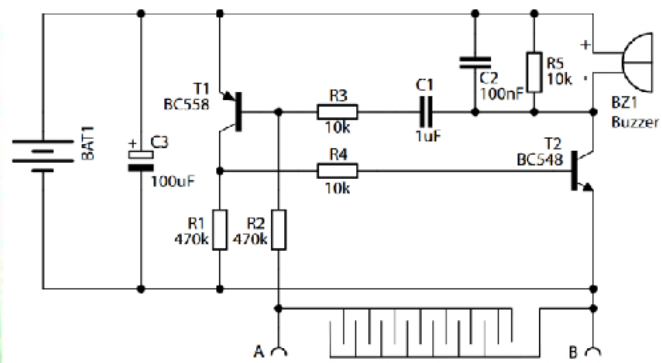 T1
BC558
R3
10k
C1
1uF
C2
100nF
R5
10k
+
-
BZ1
Buzzer
BAT1
+
C3
100uF
R4
10k
T2
BC548
R1
470k
R2
470k
A
B